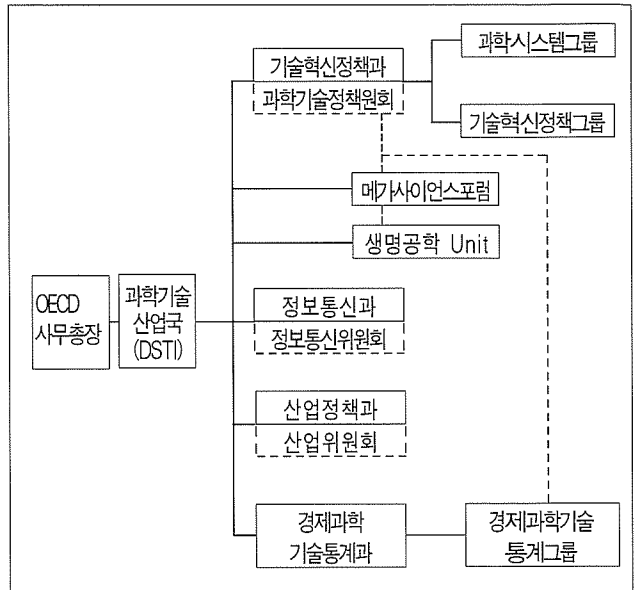 과학시스템그룹
기술혁신정책과
과학기술정책원회
기술혁신정책그룹
메가사이언스포럼
생명공학 Unit
OECD
사무총장
과학기술
산업국
(DSTI)
정보통신과
정보통신위원회
산업정책과
산업위원회
경제과학
기술통계과
경제과학기술
통계그룹